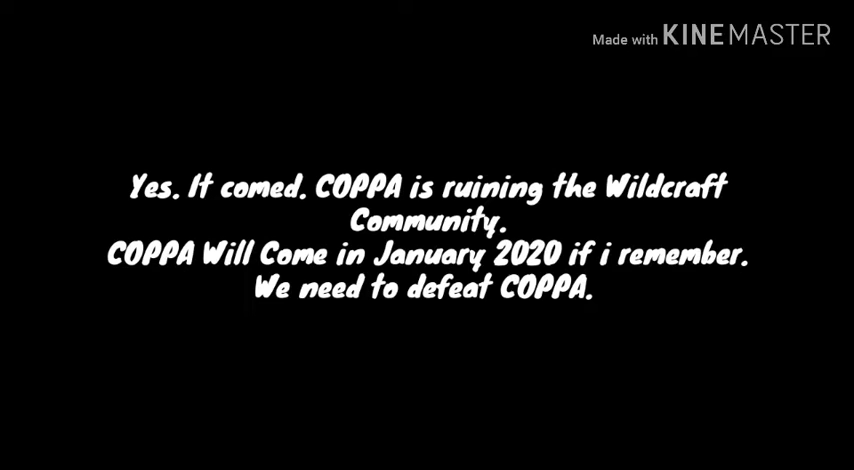 Made with KINEMASTER
Yes. It comed. COPPA is ruining the Wildcraft
Community.
COPPA Will Come in January 2020 if i remember.
We need to defeat COPPA.